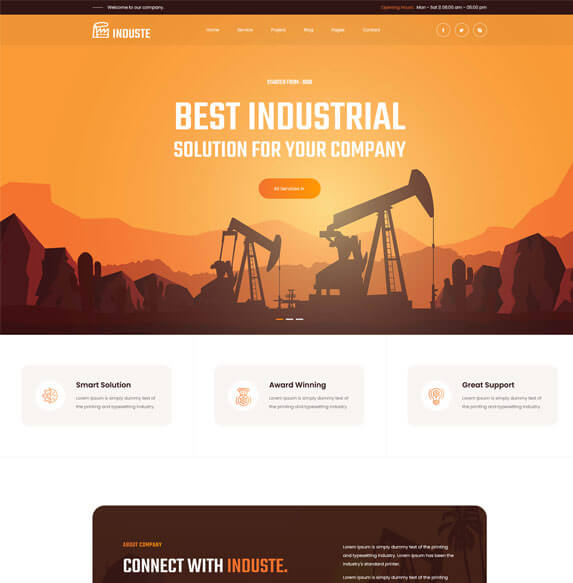 Welcome to our company.
Opening Hours: Mon - Sat || 08:00 am - 05:00 pm
INDUSTE
Home Service Project Blog Pages Contact
STARTED FROM -
BEST INDUSTRIAL
SOLUTION FOR YOUR COMPANY
All Services
Smart Solution
Lorem Ipsum is simply dummy text of
the printing and typesetting industry.
Award Winning
Lorem Ipsum is simply dummy text of
the printing and typesetting industry.
Great Support
Lorem Ipsum is simply dummy text of
the printing and typesetting industry.
ABOUT COMPANY
CONNECT WITH INDUSTE.
Lorem Ipsum is simply dummy text of the printing
and typesetting industry. Lorem Ipsum has been the
industry's standard printer.
Lorem Ipsum is simply dummy text of the printing